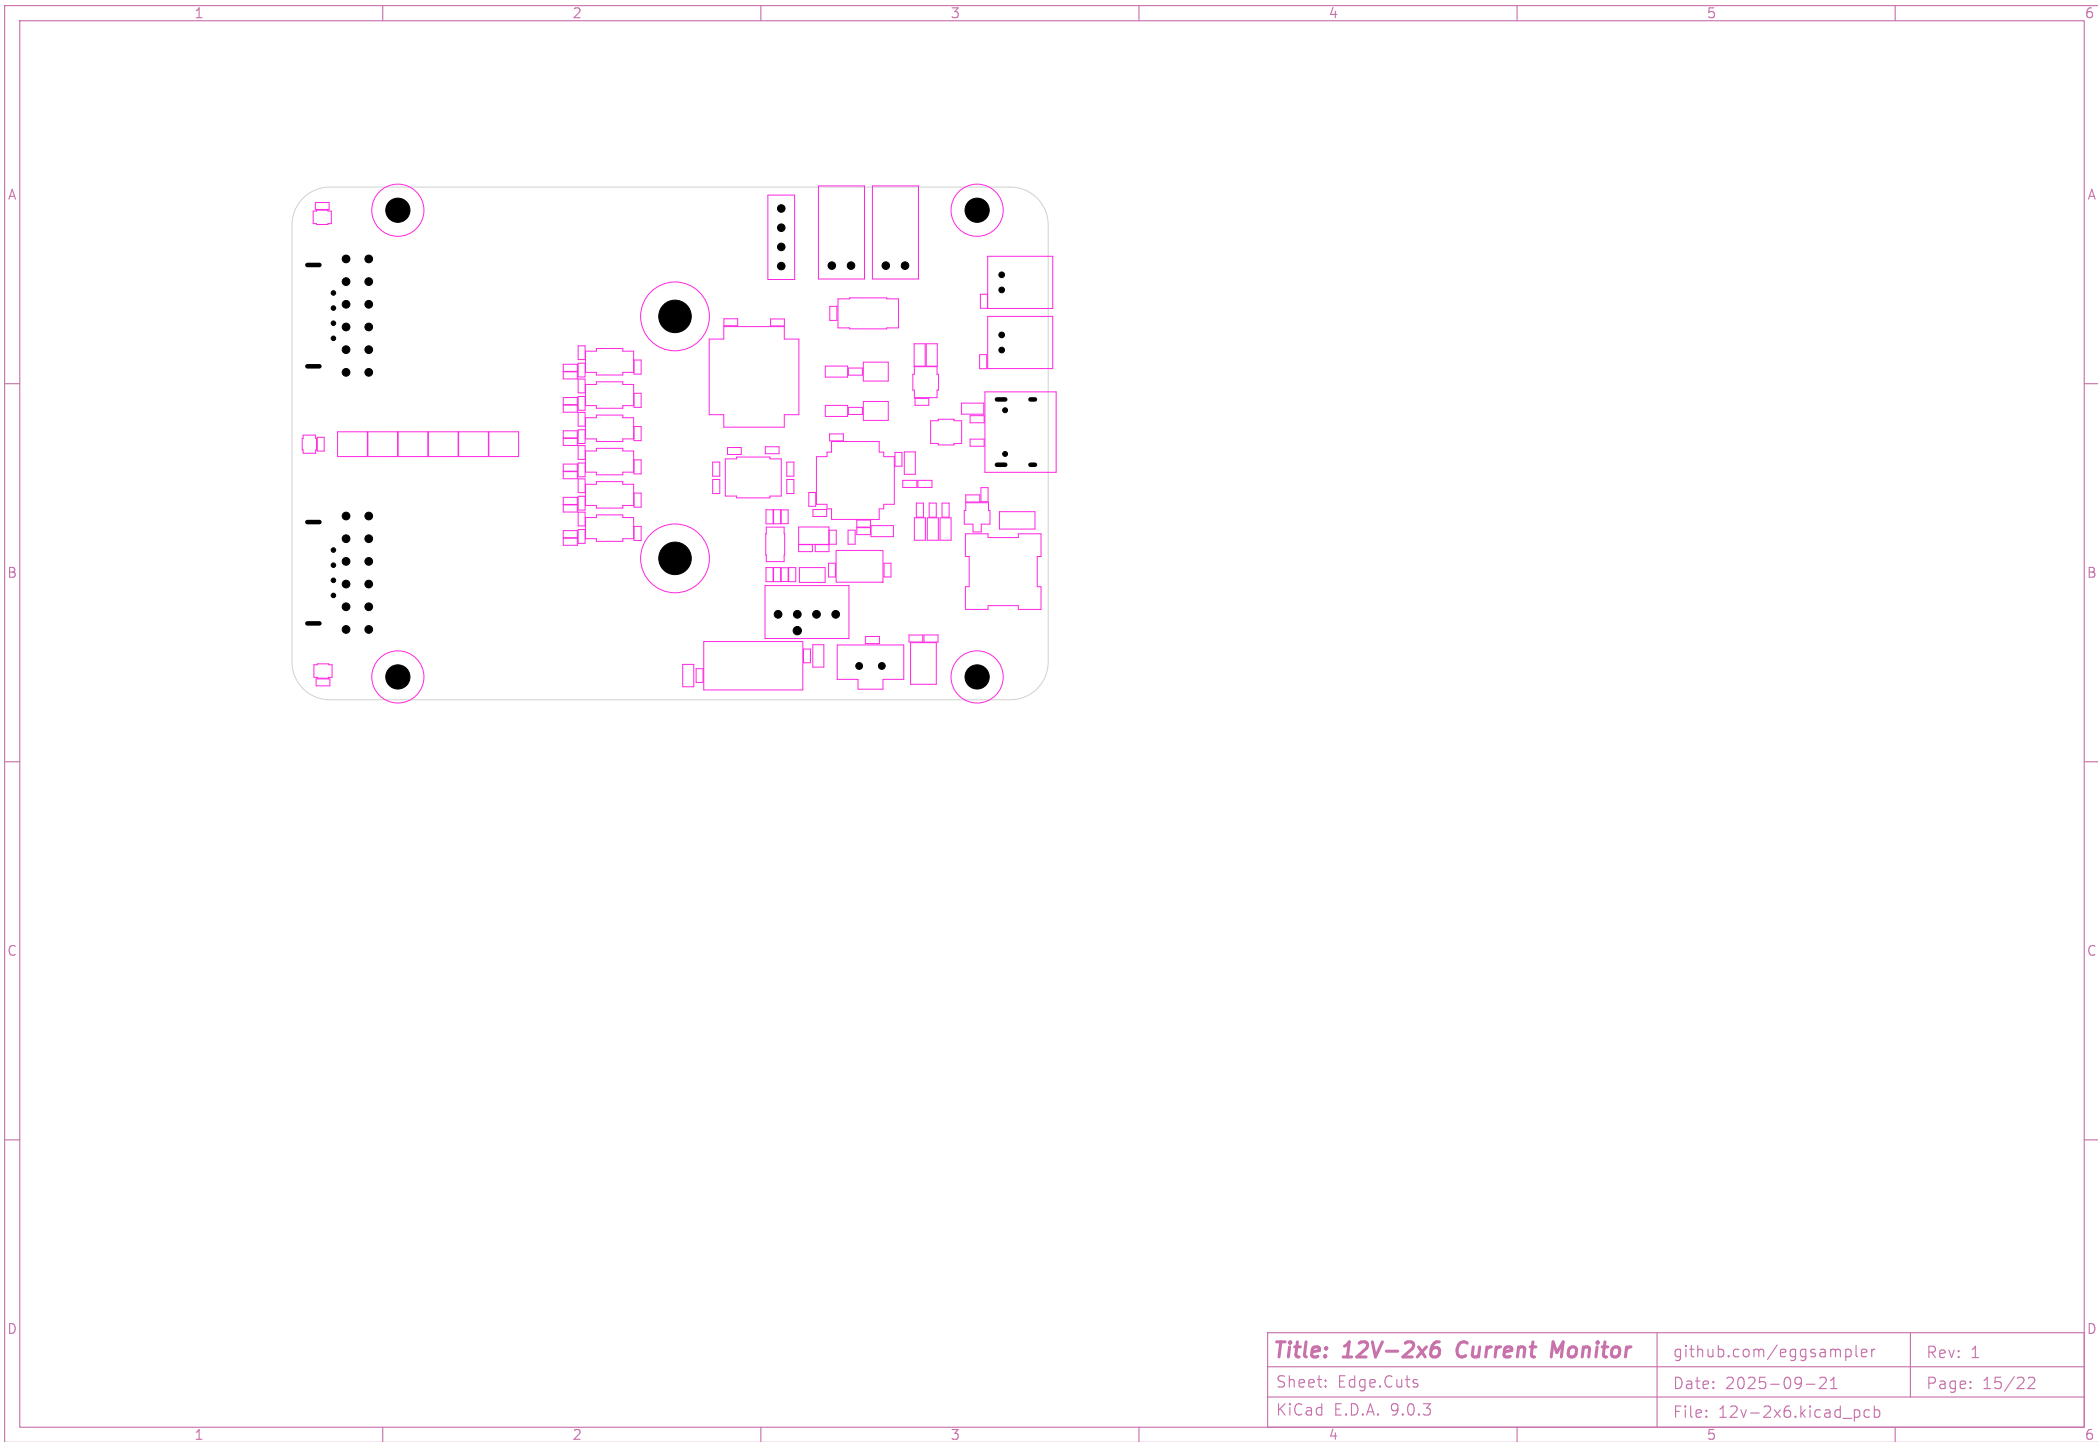 1 2 3 4 5 6
A A
B B
C C
D D
Title: 12V-2x6 Current Monitor
github.com/eggsampler
Rev: 1
Sheet: Edge.Cuts
Date: 2025-09-21
Page: 15/22
KiCad E.D.A. 9.0.3
File: 12v-2x6.kicad_pcb
1 2 3 4 5 6